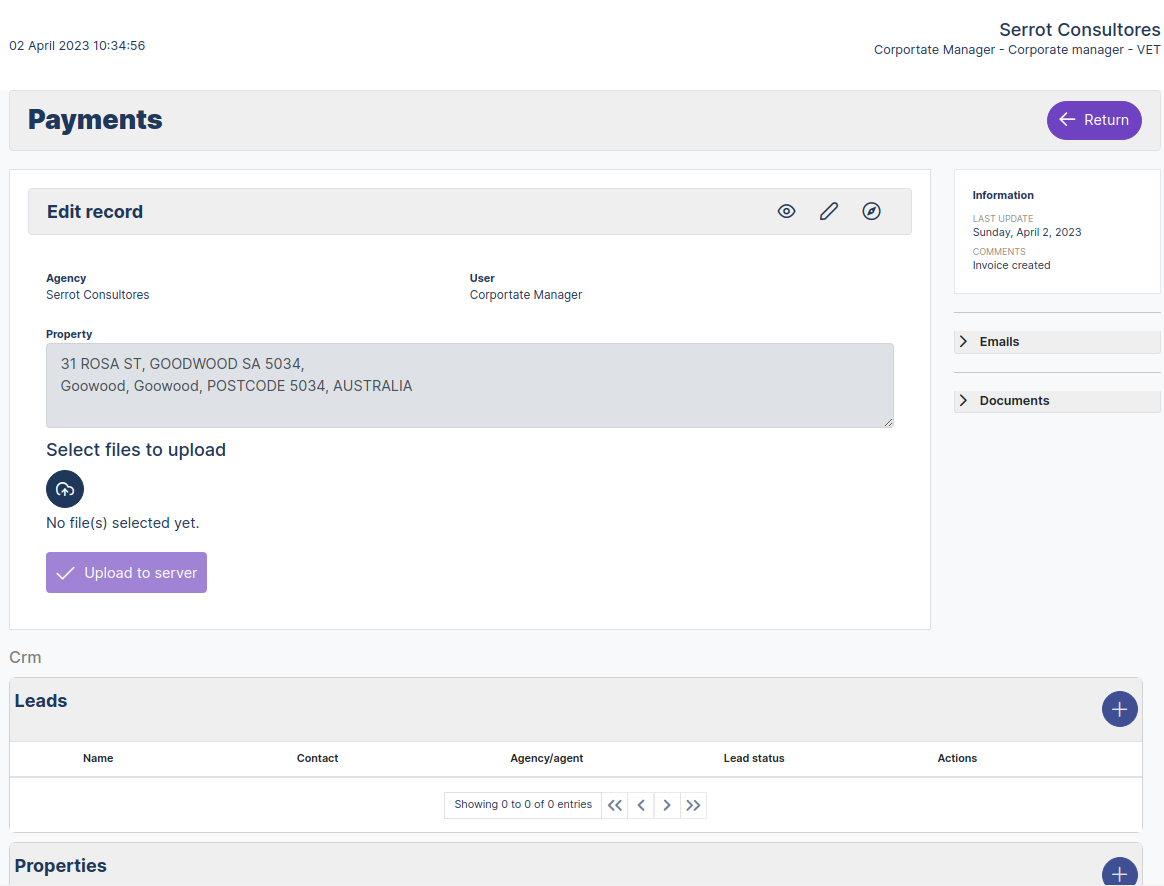 Serrot Consultores
02 April 2023 10:34:56
Corportate Manager - Corporate manager - VET
Payments
Return
Edit record
Agency
Serrot Consultores
User
Corportate Manager
Property
31 ROSA ST, GOODWOOD SA 5034,
Goowood, Goowood, POSTCODE 5034, AUSTRALIA
Select files to upload
No file(s) selected yet.
Upload to server
Information
LAST UPDATE
Sunday, April 2, 2023
COMMENTS
Invoice created
Emails
Documents
Crm
Leads
Name Contact Agency/agent Lead status Actions
Showing 0 to 0 of 0 entries
Properties